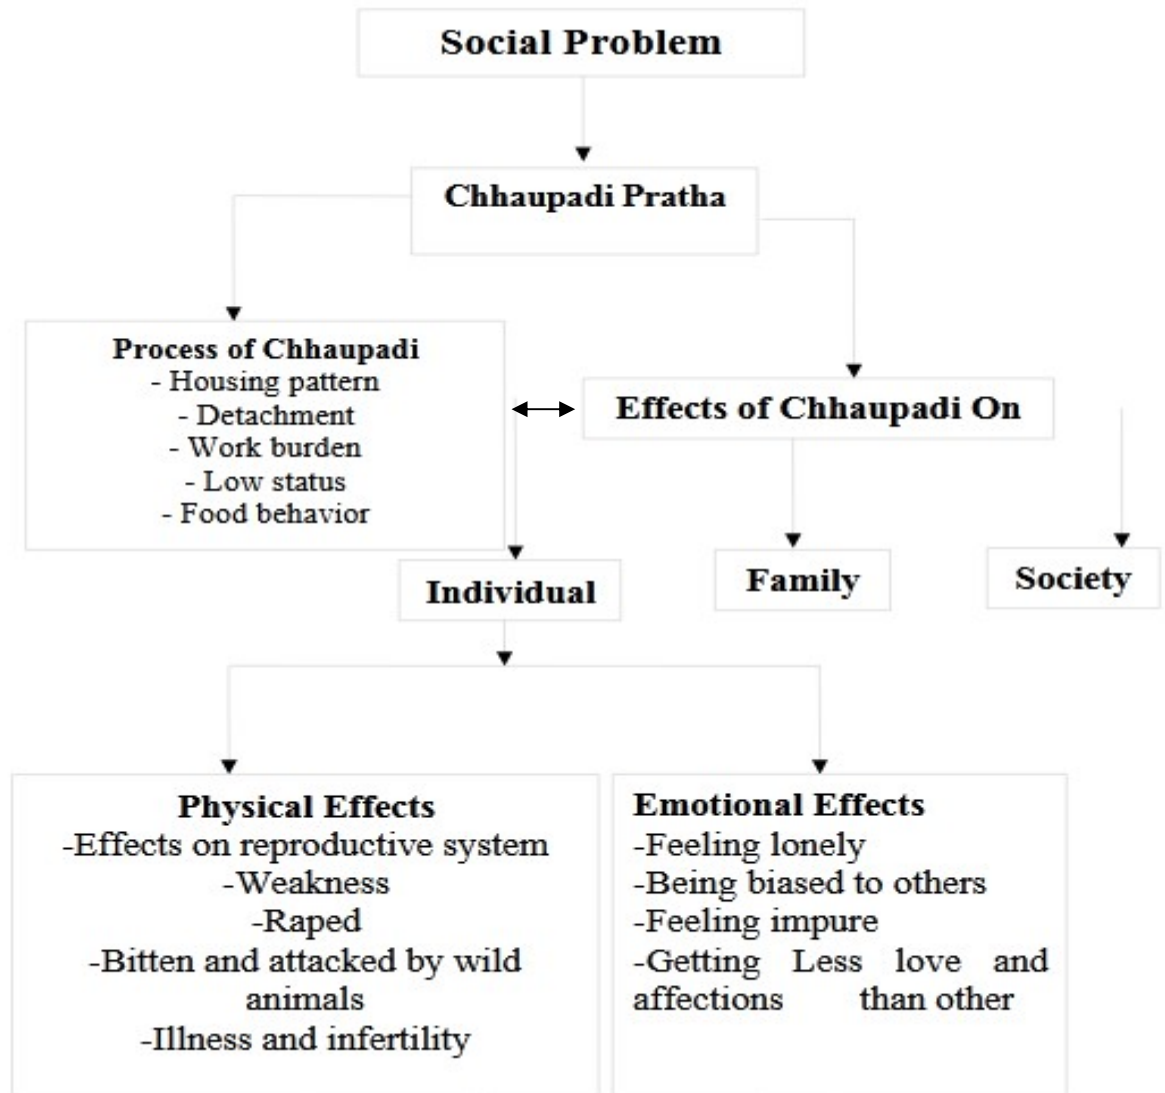 Social Problem
Chhaupadi Pratha
Process of Chhaupadi
- Housing pattern
- Detachment
- Work burden
- Low status
- Food behavior
Effects of Chhaupadi On
Individual
Family
Society
Physical Effects
-Effects on reproductive system
-Weakness
-Raped
-Bitten and attacked by wild
animals
-Illness and infertility
Emotional Effects
-Feeling lonely
-Being biased to others
-Feeling impure
-Getting Less love and
affections than other